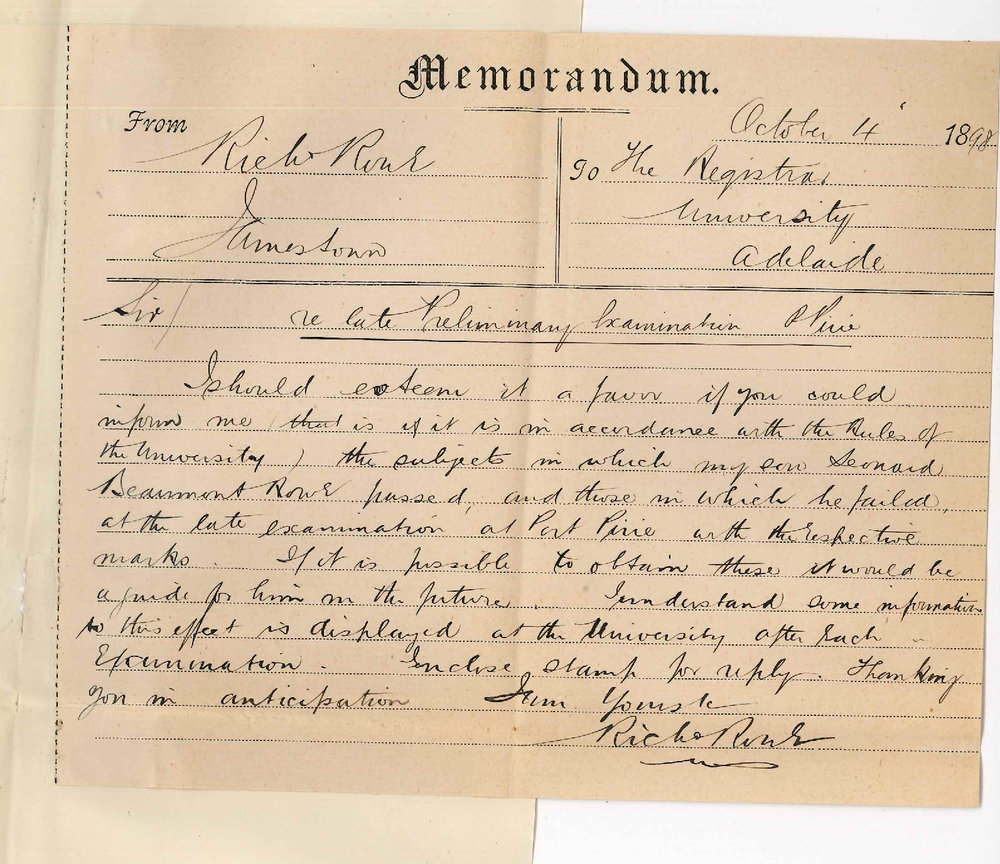 Memorandum.
October 4 1898
From
Richd Rowe
To The Registrar
University
Jamestown
Adelaide
Sir/ re late Preliminary Examination P Pirie
I should esteem it a favor if you could
inform me (that is if it is in accordance with the Rules of
the University) the subjects in which my son Leonard
Beaumont Rowe passed, and those in which he failed,
at the late examination at Port Pirie with the respective
marks. If it is possible to obtain these it would be
a guide for him in the future. I understand some information
to this effect is displayed at the University after Each
Examination. I enclose stamp for reply. Thanking
you in anticipation I am Yours &c
Richd Rowe